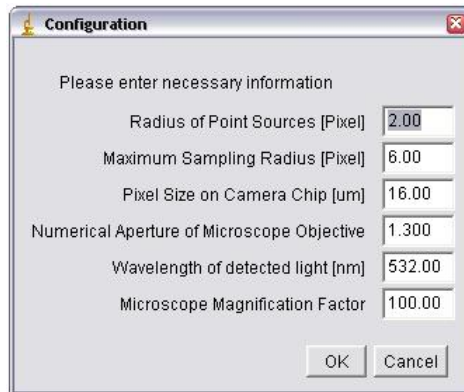 Configuration
Please enter necessary information
Radius of Point Sources [Pixel] 2.00
Maximum Sampling Radius [Pixel] 6.00
Pixel Size on Camera Chip [um] 16.00
Numerical Aperture of Microscope Objective 1.300
Wavelength of detected light [nm] 532.00
Microscope Magnification Factor 100.00
OK Cancel